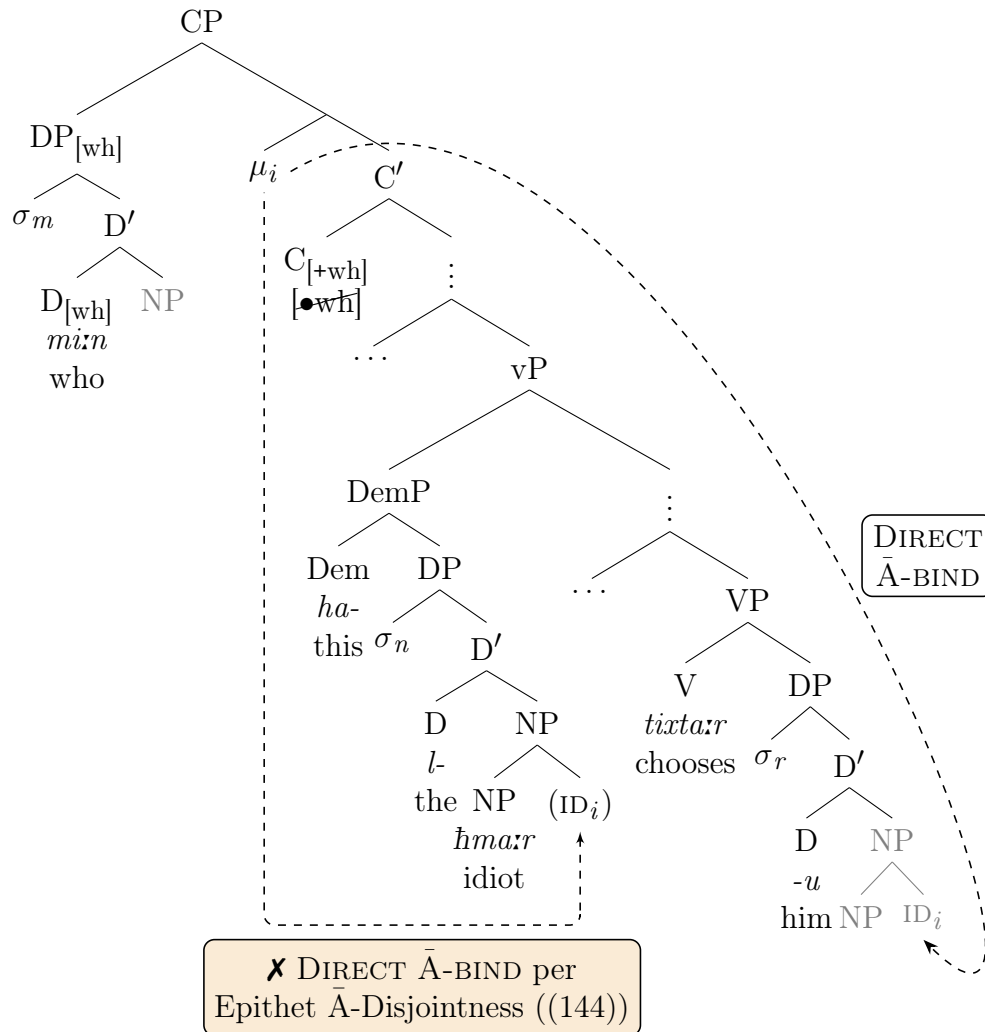 CP
DP[wh]
μi
C′
σm
D′
C[+wh]
[●wh]
⋮
D[wh]
NP
mi:n
who
...
vP
DemP
⋮
Dem
DP
...
VP
ha-
this
σn
D′
V
DP
tixta:r
chooses
σr
D′
D
NP
l-
the
NP
(IDi)
ħma:r
idiot
D
NP
-u
him
NP
IDi
DIRECT
Ā-BIND
✗ DIRECT Ā-BIND per
Epithet Ā-Disjointness ((144))